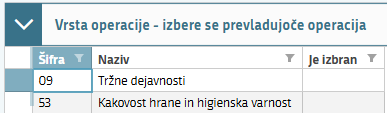 Vrsta operacije - izbere se prevladujoče operacija
Šifra Naziv Je izbran
09 Tržne dejavnosti
53 Kakovost hrane in higienska varnost